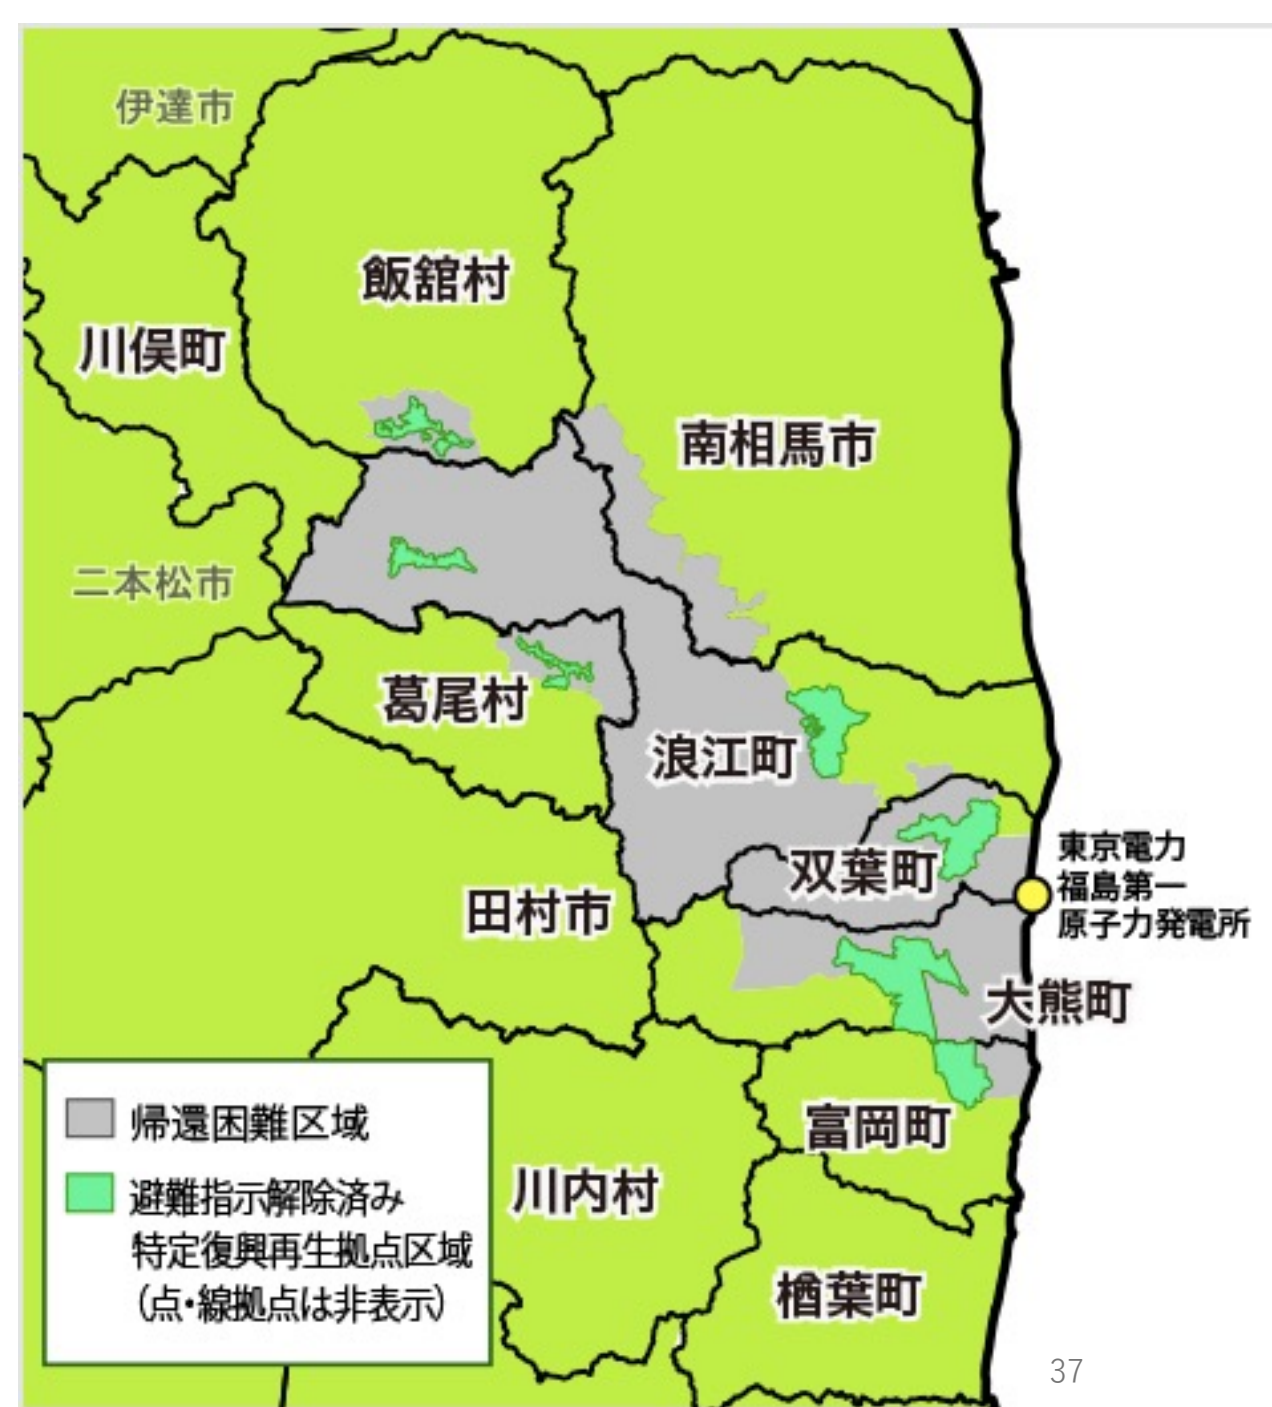 伊達市
飯舘村
川俣町
南相馬市
二本松市
葛尾村
浪江町
双葉町
東京電力
福島第一
原子力発電所
田村市
大熊町
富岡町
川内村
楢葉町
帰還困難区域
避難指示解除済み
特定復興再生拠点区域
（点・線拠点は非表示）
37